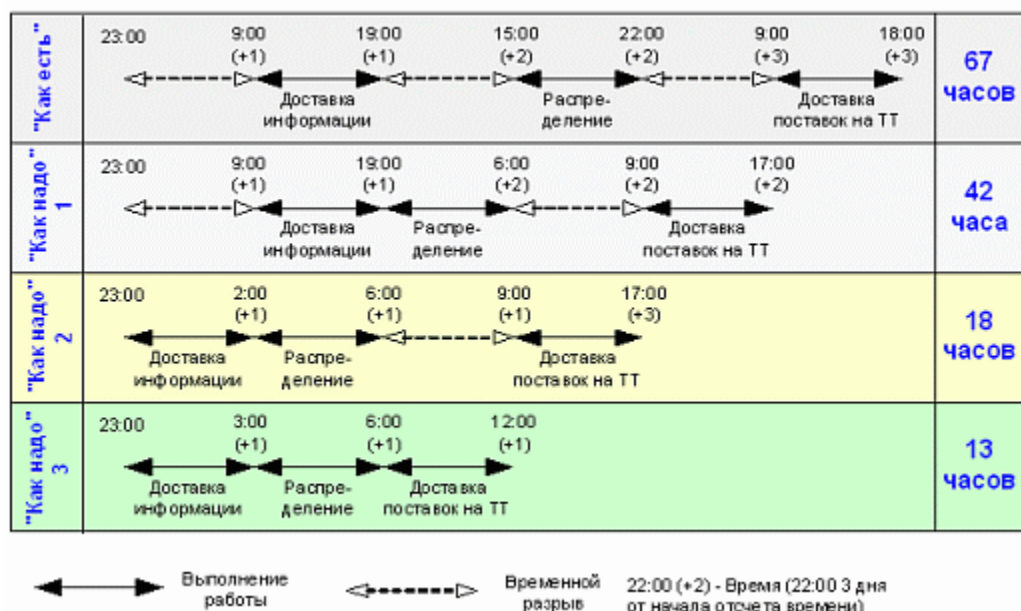 "Как есть"
23:00 9:00 19:00 15:00 22:00 9:00 18:00
(+1) (+1) (+2) (+2) (+3) (+3)
Доставка Распре- Доставка
информации деление поставок на ТТ
67
часов
"Как надо"
1
23:00 9:00 19:00 6:00 9:00 17:00
(+1) (+1) (+2) (+2) (+2)
Доставка Распре- Доставка
информации деление поставок на ТТ
42
часа
"Как надо"
2
23:00 2:00 6:00 9:00 17:00
(+1) (+1) (+1) (+3)
Доставка Распре- Доставка
информации деление поставок на ТТ
18
часов
"Как надо"
3
23:00 3:00 6:00 12:00
(+1) (+1) (+1)
Доставка Распре- Доставка
информации деление поставок на ТТ
13
часов
Выполнение Временной 22:00 (+2) - Время (22:00 3 дня
работы разрыв от начала отсчета времени)